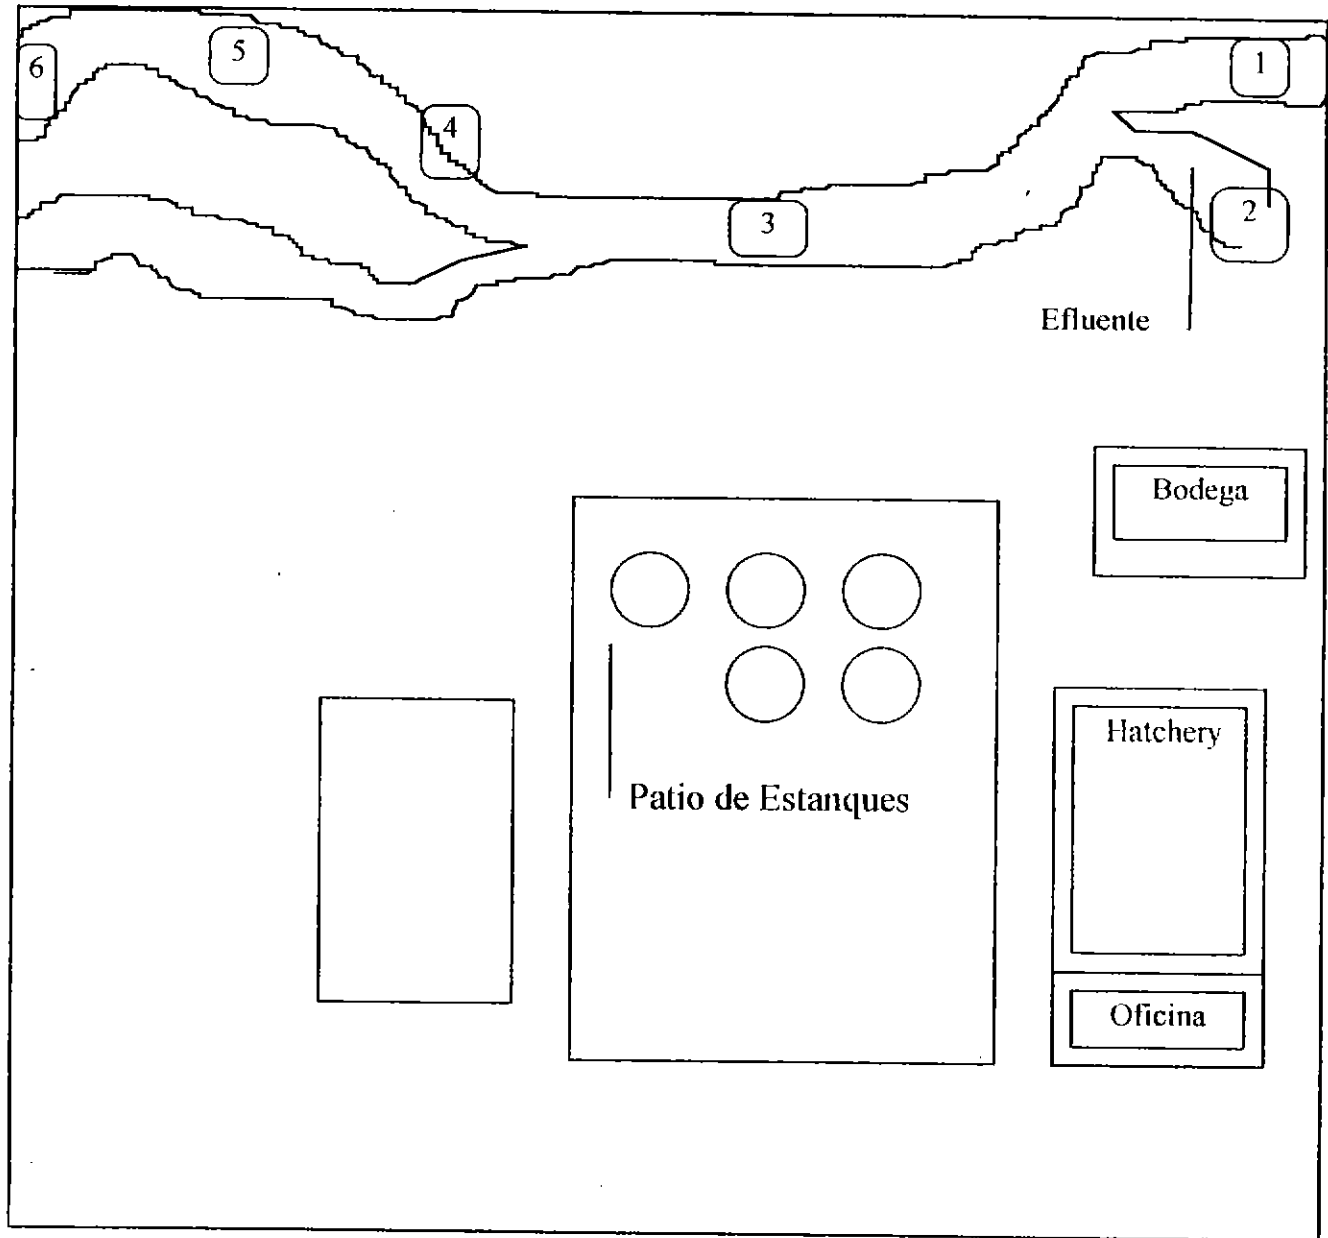 5
6
1
4
2
3
Efluente
Bodega
Hatchery
Patio de Estanques
Oficina